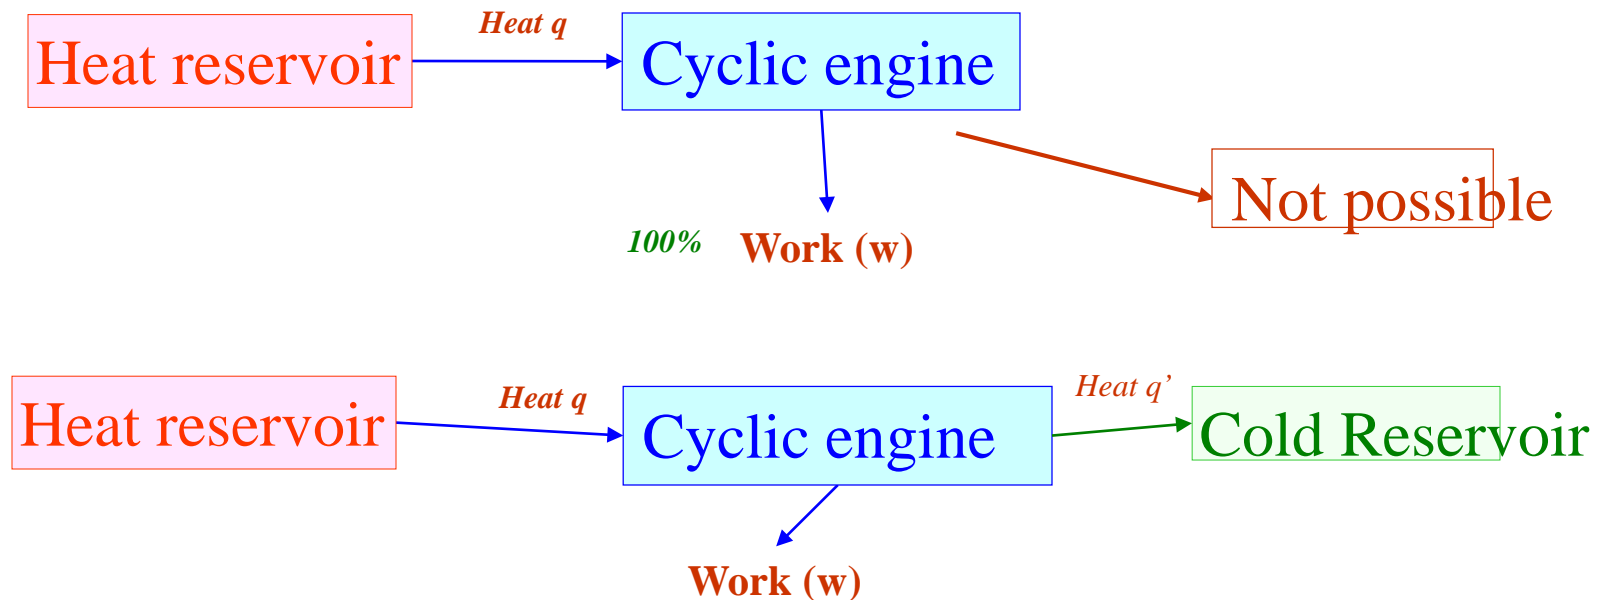 Heat q
Heat reservoir
Cyclic engine
Not possible
100%
Work (w)
Heat q
Heat q’
Heat reservoir
Cyclic engine
Cold Reservoir
Work (w)